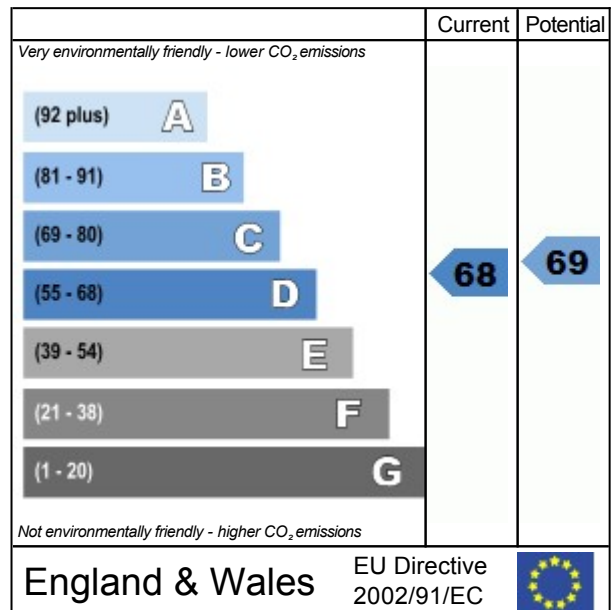 Current Potential
Very environmentally friendly - lower CO₂ emissions
(92 plus) A
(81 - 91) B
(69 - 80) C
(55 - 68) D
68
69
(39 - 54) E
(21 - 38) F
(1 - 20) G
Not environmentally friendly - higher CO₂ emissions
England & Wales
EU Directive
2002/91/EC